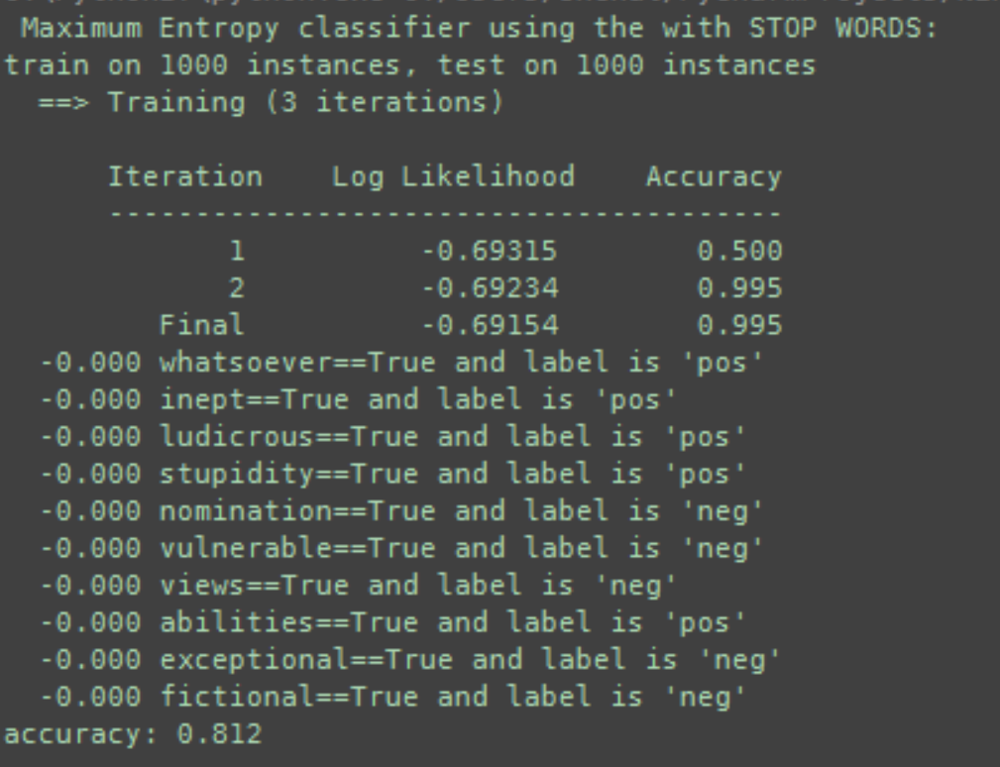 Maximum Entropy classifier using the with STOP WORDS:
train on 1000 instances, test on 1000 instances
==> Training (3 iterations)
Iteration Log Likelihood Accuracy
---------------------------------------
1 -0.69315 0.500
2 -0.69234 0.995
Final -0.69154 0.995
-0.000 whatsoever==True and label is 'pos'
-0.000 inept==True and label is 'pos'
-0.000 ludicrous==True and label is 'pos'
-0.000 stupidity==True and label is 'pos'
-0.000 nomination==True and label is 'neg'
-0.000 vulnerable==True and label is 'neg'
-0.000 views==True and label is 'neg'
-0.000 abilities==True and label is 'pos'
-0.000 exceptional==True and label is 'neg'
-0.000 fictional==True and label is 'neg'
accuracy: 0.812